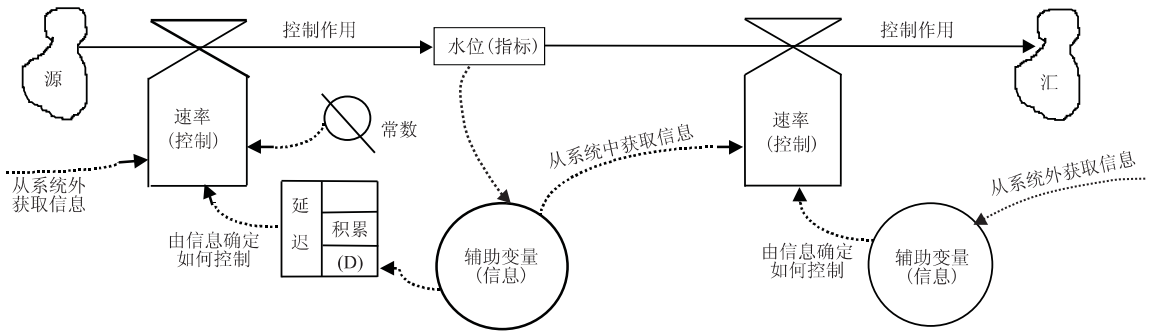 源
控制作用
水位(指标)
控制作用
汇
速率
(控制)
常数
速率
(控制)
从系统外
获取信息
从系统中获取信息
从系统外获取信息
延
迟
积累
(D)
由信息确定
如何控制
辅助变量
(信息)
由信息确定
如何控制
辅助变量
(信息)